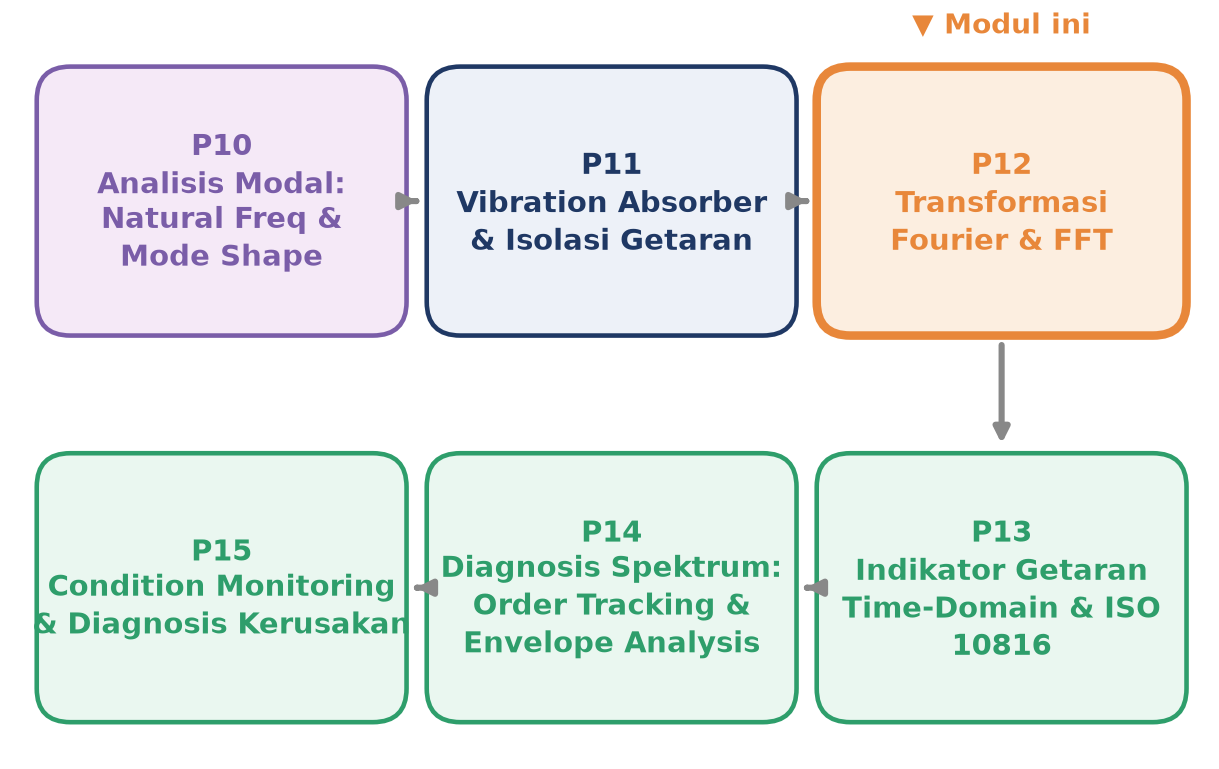 ▼ Modul ini
P10
Analisis Modal:
Natural Freq &
Mode Shape
P11
Vibration Absorber
& Isolasi Getaran
P12
Transformasi
Fourier & FFT
P15
Condition Monitoring
& Diagnosis Kerusakan
P14
Diagnosis Spektrum:
Order Tracking &
Envelope Analysis
P13
Indikator Getaran
Time-Domain & ISO
10816